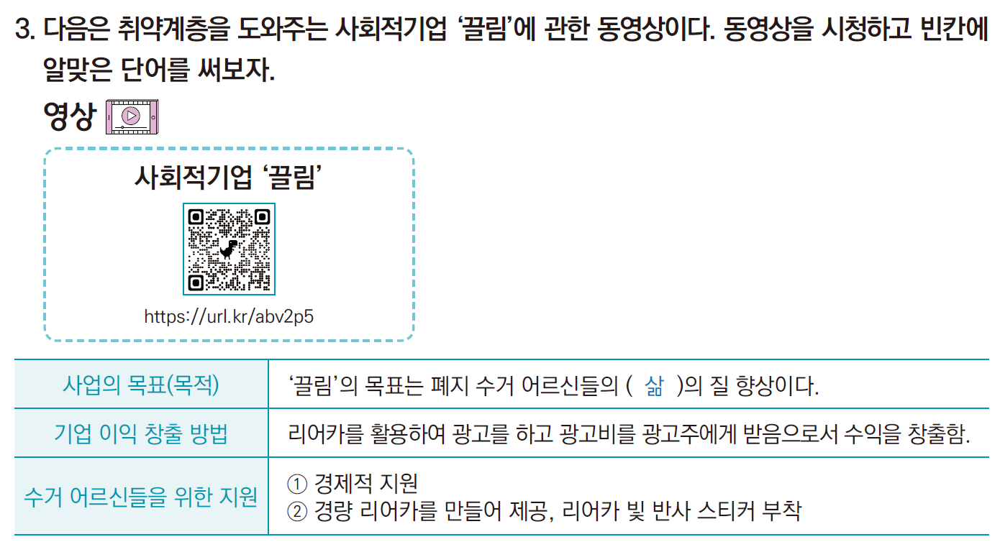 3. 다음은 취약계층을 도와주는 사회적기업 ‘끌림’에 관한 동영상이다. 동영상을 시청하고 빈칸에
알맞은 단어를 써보자.
영상
사회적기업 ‘끌림’
https://url.kr/abv2p5
사업의 목표(목적)
‘끌림’의 목표는 폐지 수거 어르신들의 ( 삶 )의 질 향상이다.
기업 이익 창출 방법
리어카를 활용하여 광고를 하고 광고비를 광고주에게 받음으로서 수익을 창출함.
수거 어르신들을 위한 지원
① 경제적 지원
② 경량 리어카를 만들어 제공, 리어카 빛 반사 스티커 부착